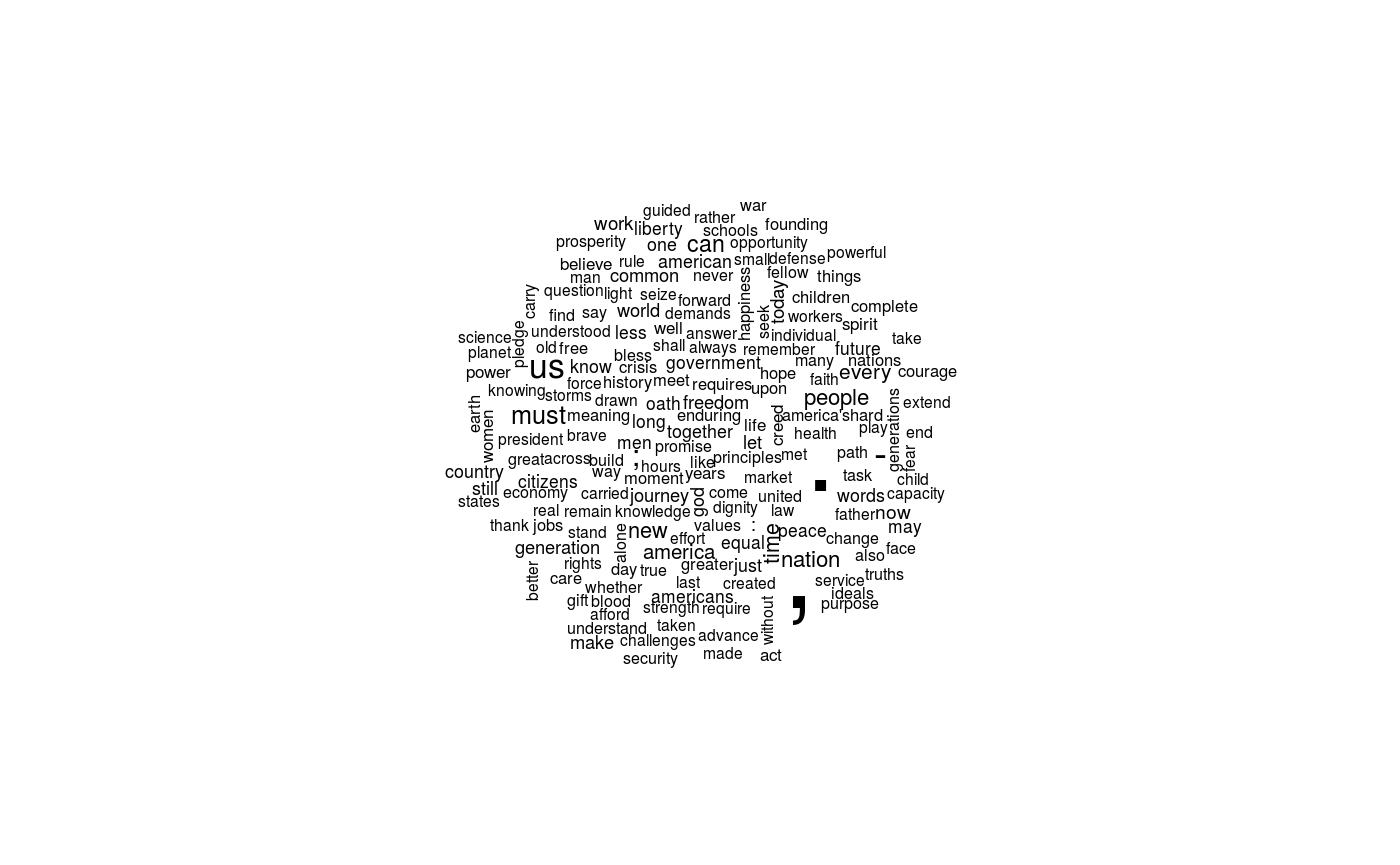 war
guided rather
work liberty schools founding
prosperity one can opportunity
believe rule american small defense powerful
man common never fellow things
carry question light seize forward happiness today children complete
find say world demands seek workers spirit
science pledge understood less well answer individual take
planet old free bless shall always remember future
power us know crisis government hope many nations every courage
knowing storms force history meet requires upon faith people
earth women must meaning drawn oath freedom enduring creed america's hard generations extend
president brave men long together life let health play end
great across build ; promise principles met path - fear
country way hours like years market task child
still citizens moment journey god come united . words capacity
states economy carried dignity law father now
real remain knowledge values : time peace may
thank jobs stand alone new effort equal change
generation america nation also face
better rights day true greater just service truths
care whether last created ideals
gift blood americans without , purpose
afford strength require
understand taken
make challenges advance
security made act